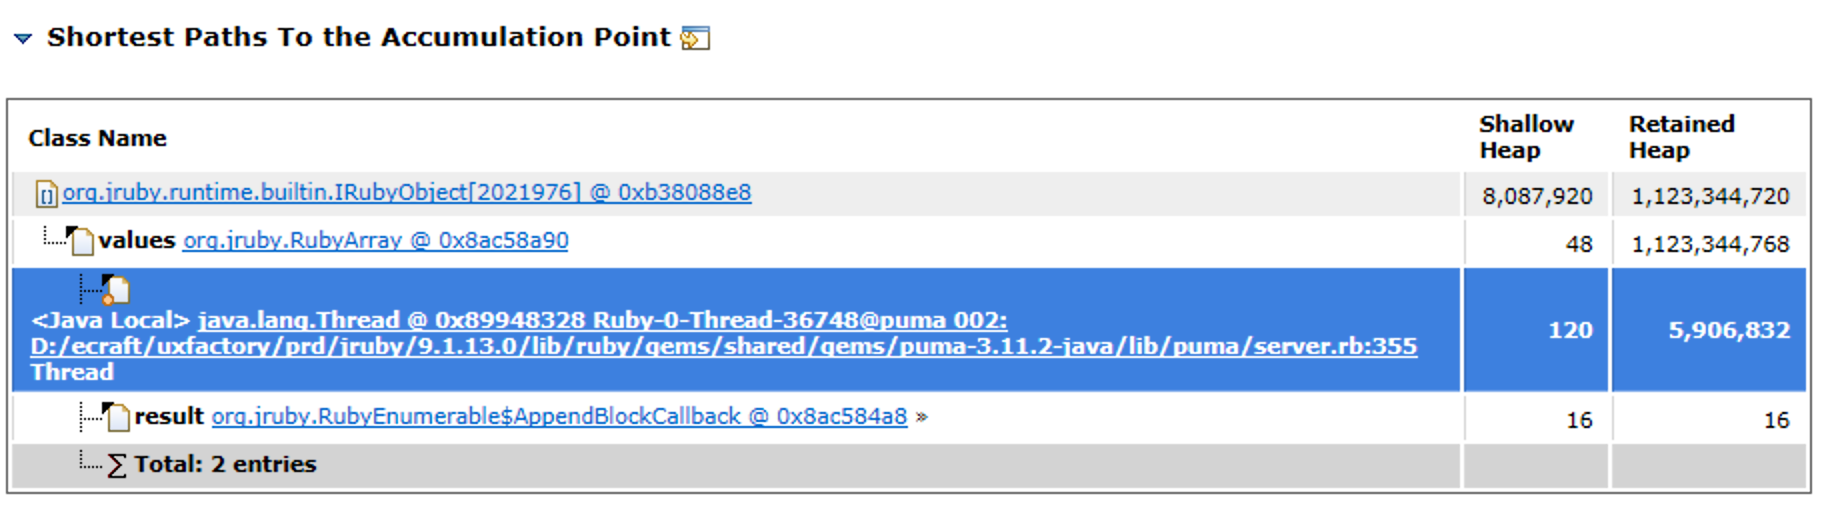 Shortest Paths To the Accumulation Point
Class Name Shallow Heap Retained Heap
org.jruby.runtime.builtin.IRubyObject[2021976] @ 0xb38088e8 8,087,920 1,123,344,720
values org.jruby.RubyArray @ 0x8ac58a90 48 1,123,344,768
<Java Local> java.lang.Thread @ 0x89948328 Ruby-0-Thread-36748@puma 002:
D:/ecraft/uxfactory/prd/jruby/9.1.13.0/lib/ruby/gems/shared/gems/puma-3.11.2-java/lib/puma/server.rb:355
Thread 120 5,906,832
result org.jruby.RubyEnumerable$AppendBlockCallback @ 0x8ac584a8 » 16 16
∑ Total: 2 entries